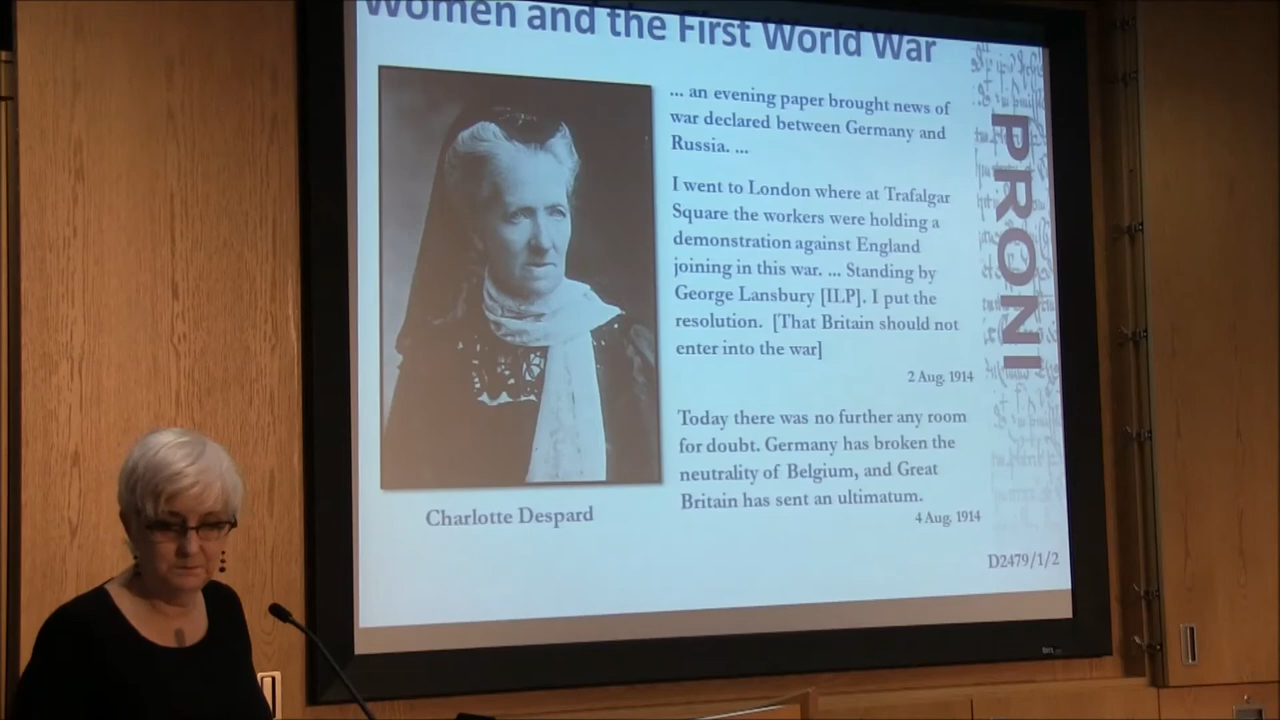 Women and the First World War
... an evening paper brought news of
war declared between Germany and
Russia. ...
I went to London where at Trafalgar
Square the workers were holding a
demonstration against England
joining in this war. ... Standing by
George Lansbury [ILP]. I put the
resolution. [That Britain should not
enter into the war]
2 Aug. 1914
Today there was no further any room
for doubt. Germany has broken the
neutrality of Belgium, and Great
Britain has sent an ultimatum.
4 Aug. 1914
Charlotte Despard
D2479/1/2
PRONI